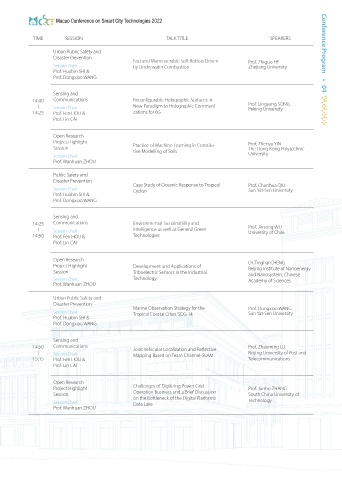 Macao Conference on Smart City Technologies 2022
Conference Program • 04
TIME SESSION TALK TITLE SPEAKERS
14:00
|
14:25
Urban Public Safety and
Disaster Prevention
Session Chair
Prof. Huabin SHI &
Prof. Dongxiao WANG
Fast and Maneuverable Soft Robots Driven
by Underwater Combustion
Prof. Zhiguo HE
Zhejiang University
Sensing and
Communications
Session Chair
Prof. Fen HOU &
Prof. Lin CAI
Reconfigurable Holographic Surfaces: A
New Paradigm to Holographic Communi
cations for 6G
Prof. Lingyang SONG
Peking University
Open Research
Project Highlight
Session
Session Chair
Prof. Wanhuan ZHOU
Practice of Machine Learning in Constitu-
tive Modelling of Soils
Prof. Zhenyu YIN
The Hong Kong Polytechnic
University
14:25
|
14:50
Public Safety and
Disaster Prevention
Session Chair
Prof. Huabin SHI &
Prof. Dongxiao WANG
Case Study of Oceanic Response to Tropical
Cyclon
Prof. Chunhua QIU
Sun Yat-Sen University
Sensing and
Communications
Session Chair
Prof. Fen HOU &
Prof. Lin CAI
Environmental Sustainability and
Intelligence as well as General Green
Technologies
Prof. Jinsong WU
University of Chile
Open Research
Project Highlight
Session
Session Chair
Prof. Wanhuan ZHOU
Development and Applications of
Triboelectric Sensors in the Industrial
Technology
Dr. Tinghai CHENG
Beijing Institute of Nanoenergy
and Nanosystem, Chinese
Academy of Sciences
14:50
|
15:15
Urban Public Safety and
Disaster Prevention
Session Chair
Prof. Huabin SHI &
Prof. Dongxiao WANG
Marine Observation Strategy for the
Tropical Coastal Cities SDG-14
Prof. Dongxiao WANG
Sun Yat-Sen University
Sensing and
Communications
Session Chair
Prof. Fen HOU &
Prof. Lin CAI
Joint Vehicular Localization and Reflective
Mapping Based on Team Channel-SLAM
Prof. Zhaoming LU
Beijing University of Post and
Telecommunications
Open Research
Project Highlight
Session
Session Chair
Prof. Wanhuan ZHOU
Challenges of Digitizing Power Grid
Operation Business and a Brief Discussion
on the Bottleneck of the Digital Platform:
Data Lake
Prof. Junbo ZHANG
South China University of
Technology